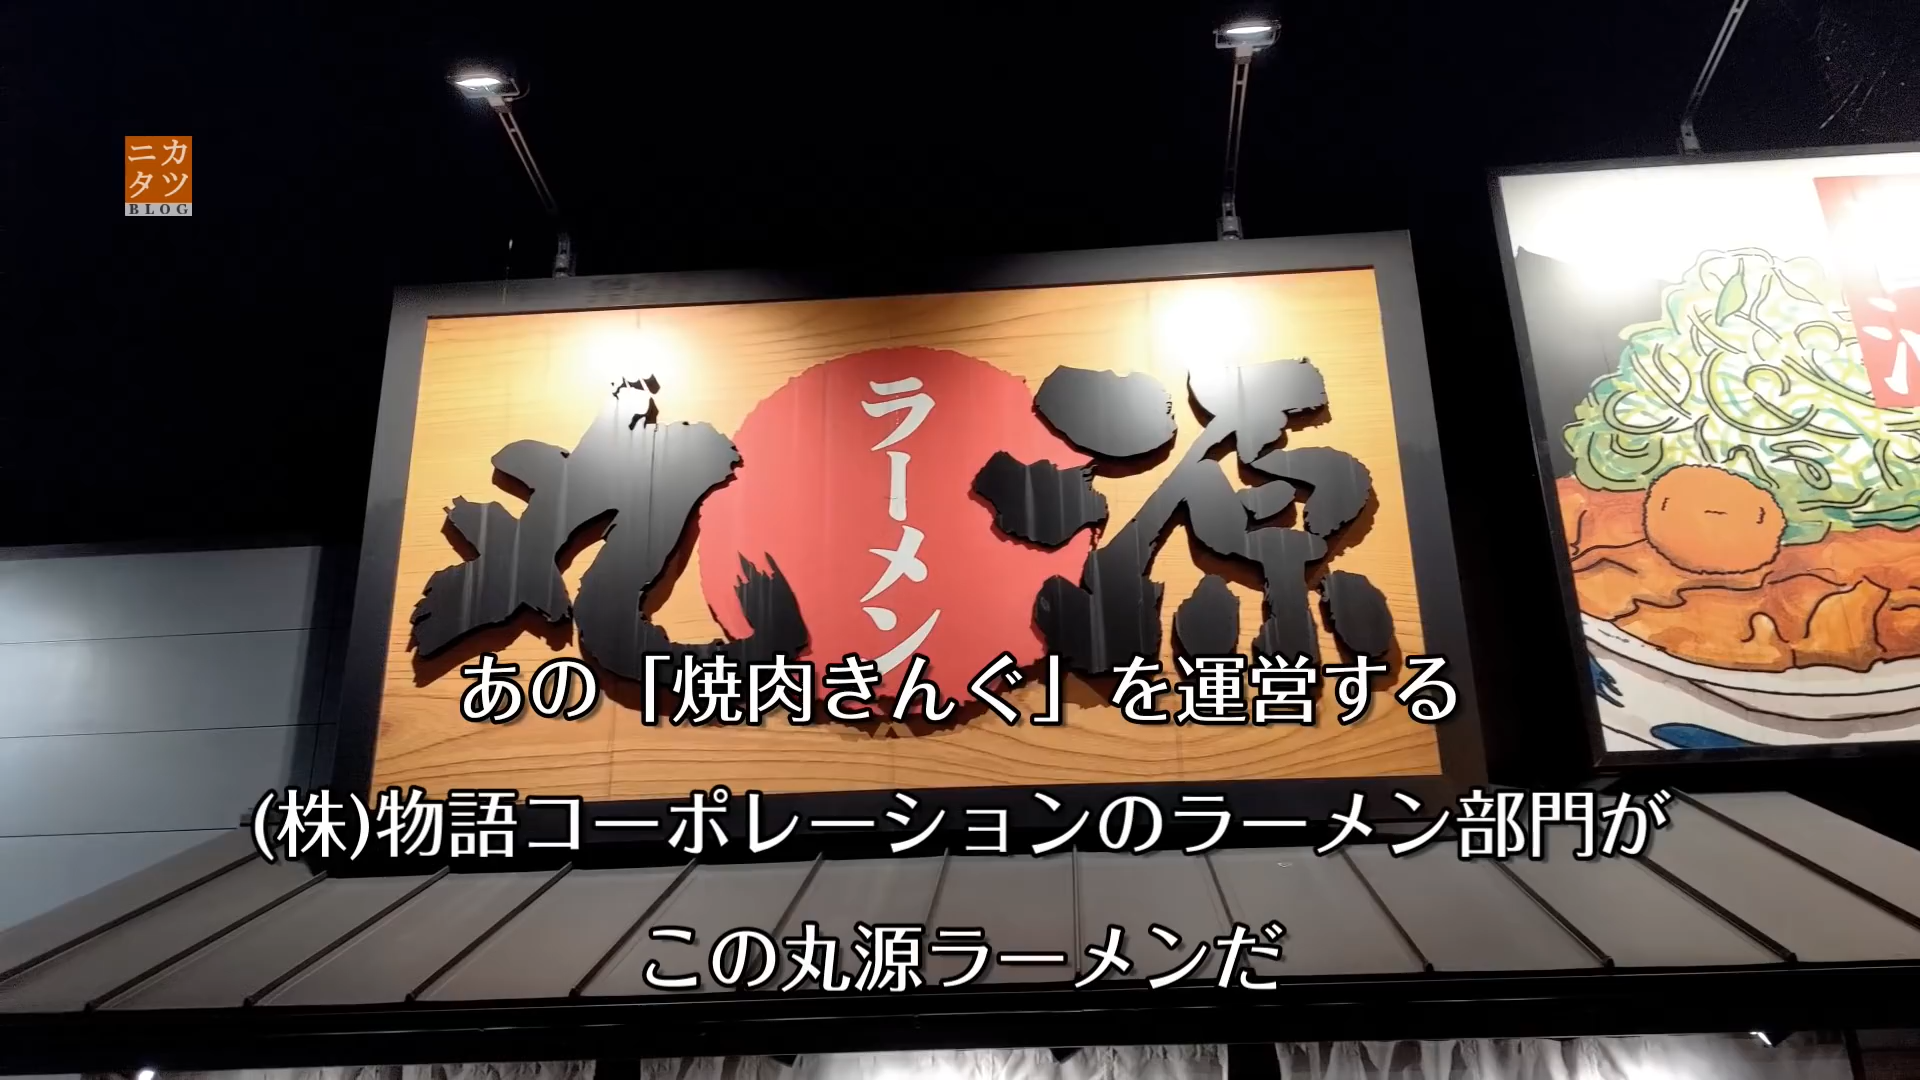 ニカ
タツ
BLOG
丸源
ラーメン
あの「焼肉きんぐ」を運営する
(株)物語コーポレーションのラーメン部門が
この丸源ラーメンだ